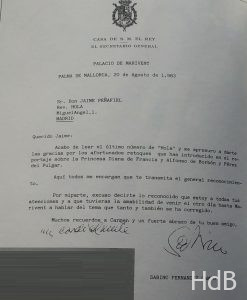 CASA DE S. M. EL REY
EL SECRETARIO GENERAL
PALACIO DE MARIVENT
PALMA DE MALLORCA, 20 de Agosto de 1.983
Sr. Don JAIME PEÑAFIEL
Rev. HOLA
Miguel Angel, 1
MADRID
Querido Jaime:
Acabo de leer el último número de "Hola" y me apresuro a darte
las gracias por los afortunados retoques que has introducido en el re-
portaje sobre la Princesa Diana de Francia y Alfonso de Borbón y Pérez
del Pulgar.
Aquí todos me encargan que te transmita el general reconocimien-
to.
Por mi parte, excuso decirte lo reconocido que estoy a todas tus
atenciones y a que tuvieras la amabilidad de venir el otro día hasta Ma-
rivent a hablar del tema que tanto y también se ha corregido.
Muchos recuerdos a Carmen y un fuerte abrazo de tu buen amigo,
SABINO FERNANDEZ
HdB